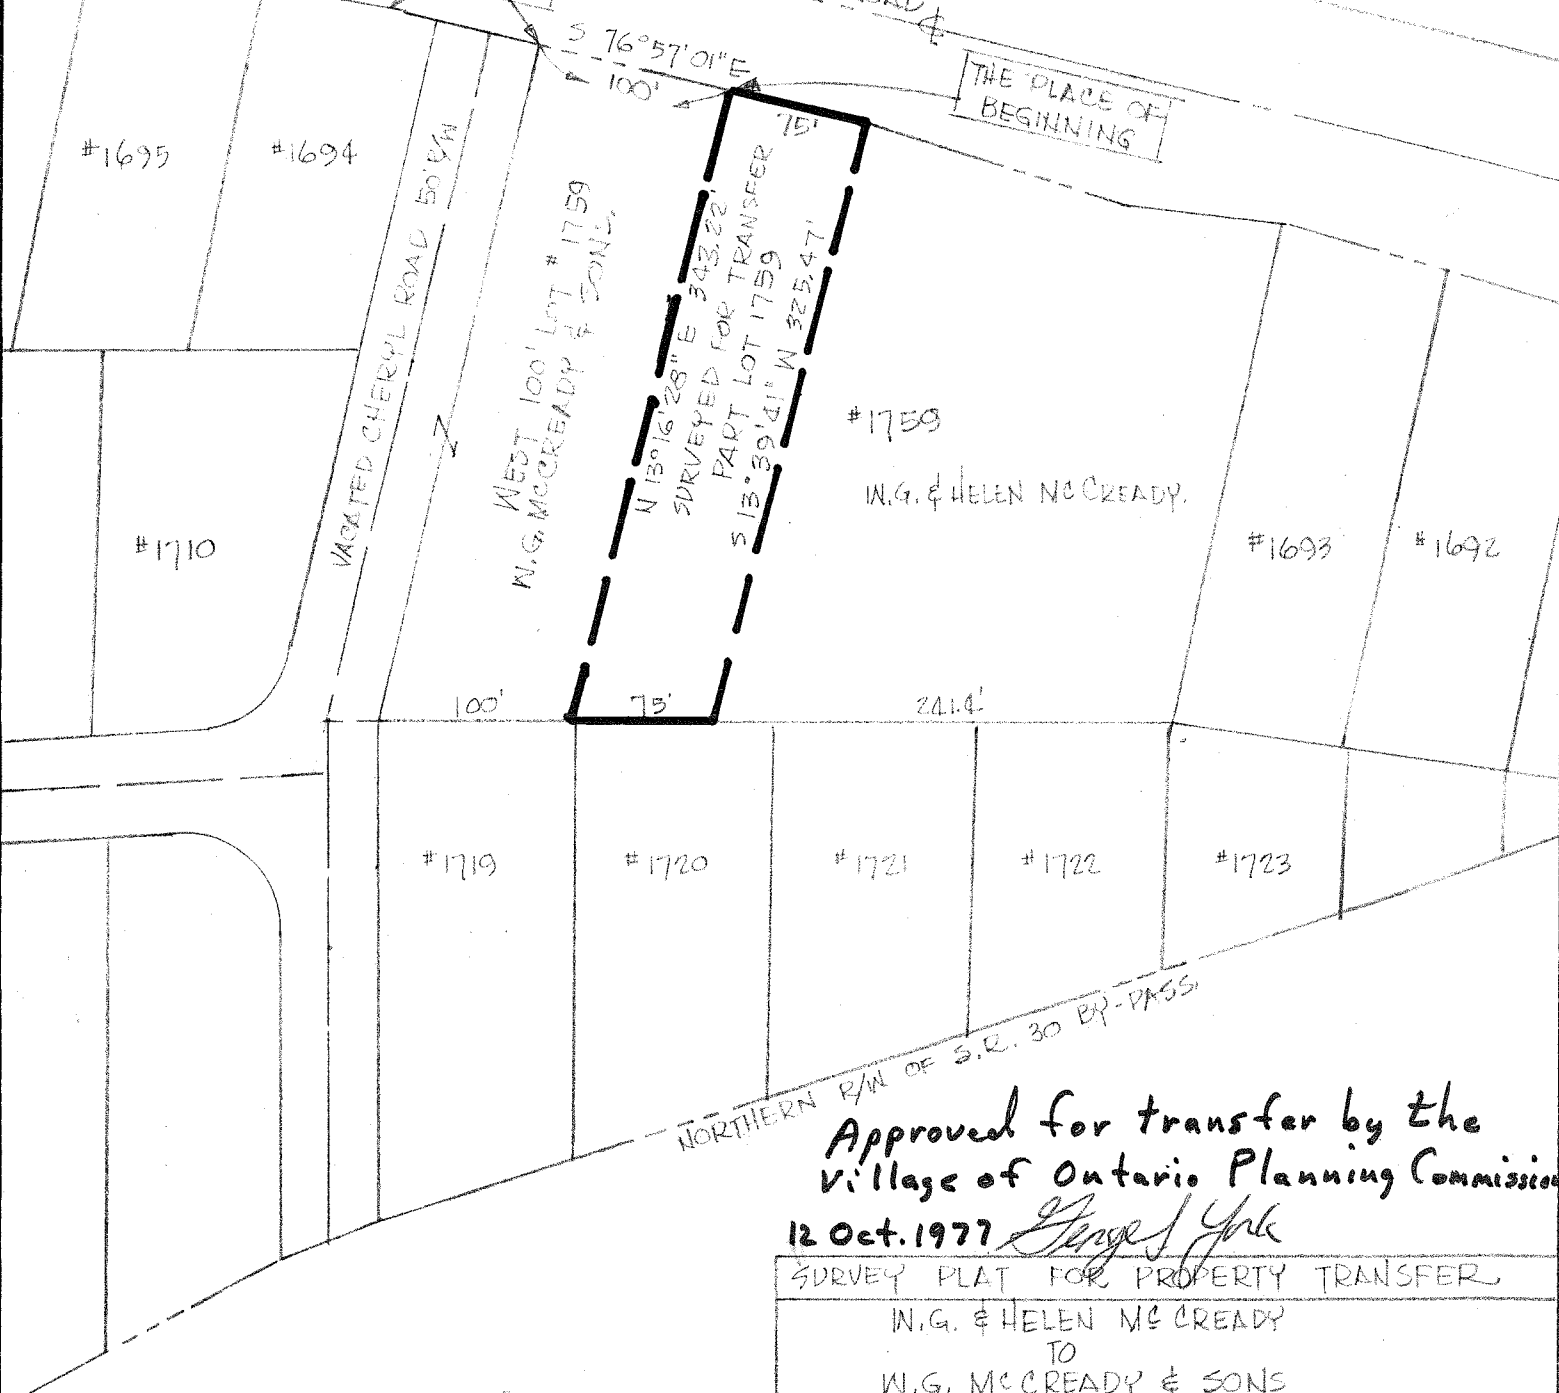 S 76°57'01" E
100'
THE PLACE OF
BEGINNING
75'
#1695
#1694
VACATED CHERYL ROAD 50' R/W
WEST 100' LOT # 1759
W.G. MCCREADY & SONS.
N 13°16'28" E 343.22'
SURVEYED FOR TRANSFER
PART LOT 1759
S 13°39'41" W 325.47'
#1759
W.G. & HELEN MCCREADY.
#1710
#1693
#1692
100'
75'
241.4'
#1719
#1720
#1721
#1722
#1723
NORTHERN R/W OF S.R. 30 BY-PASS
Approved for transfer by the
Village of Ontario Planning Commission
12 Oct. 1977 George S York
SURVEY PLAT FOR PROPERTY TRANSFER
W.G. & HELEN MCCREADY
TO
W.G. MCCREADY & SONS